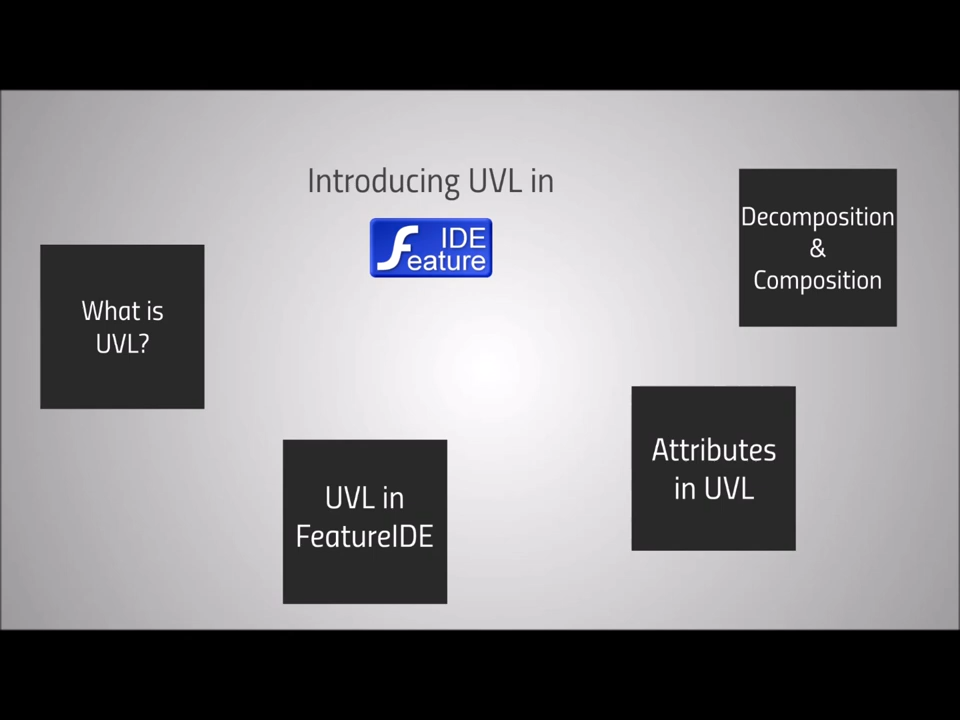 Introducing UVL in
IDE
Feature
What is
UVL?
UVL in
FeatureIDE
Attributes
in UVL
Decomposition
&
Composition